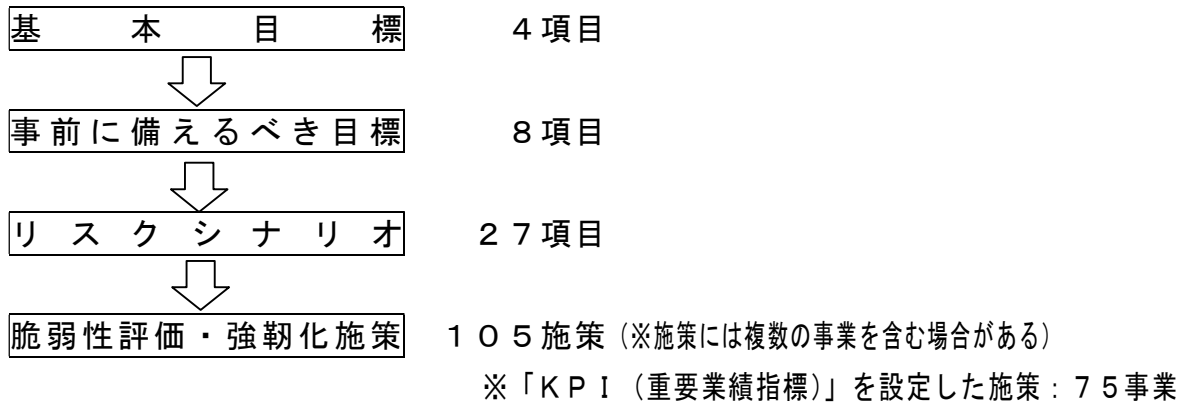 基本目標　４項目
事前に備えるべき目標　８項目
リスクシナリオ　２７項目
脆弱性評価・強靭化施策　１０５施策（※施策には複数の事業を含む場合がある）
※「ＫＰＩ（重要業績指標）」を設定した施策：７５事業